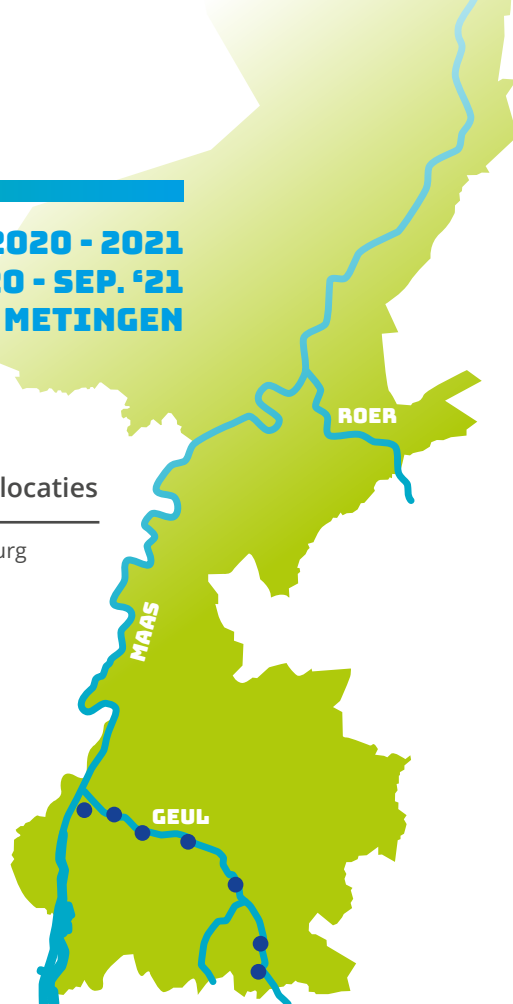 2020 - 2021
0 - SEP. ‘21
METINGEN
ROER
locaties
urg
MAAS
GEUL